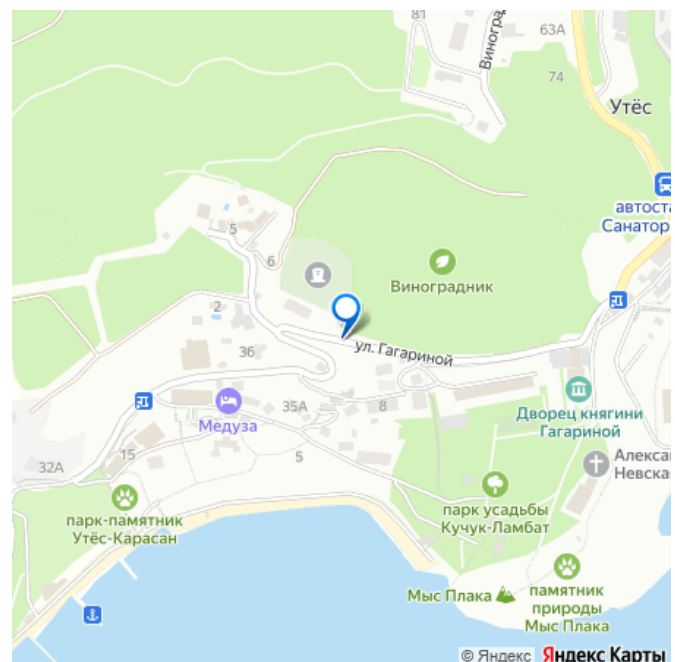 81
63А
Виногра
74
Утёс
автоста
Санатор
5
6
Виноградник
2
ул. Гагариной
36
Дворец княгини
Гагариной
Медуза
35А
8
15
5
32А
Алекса
Невска
парк усадьбы
Кучук-Ламбат
парк-памятник
Утёс-Карасан
Мыс Плака
памятник
природы
Мыс Плака
© Яндекс Яндекс Карты